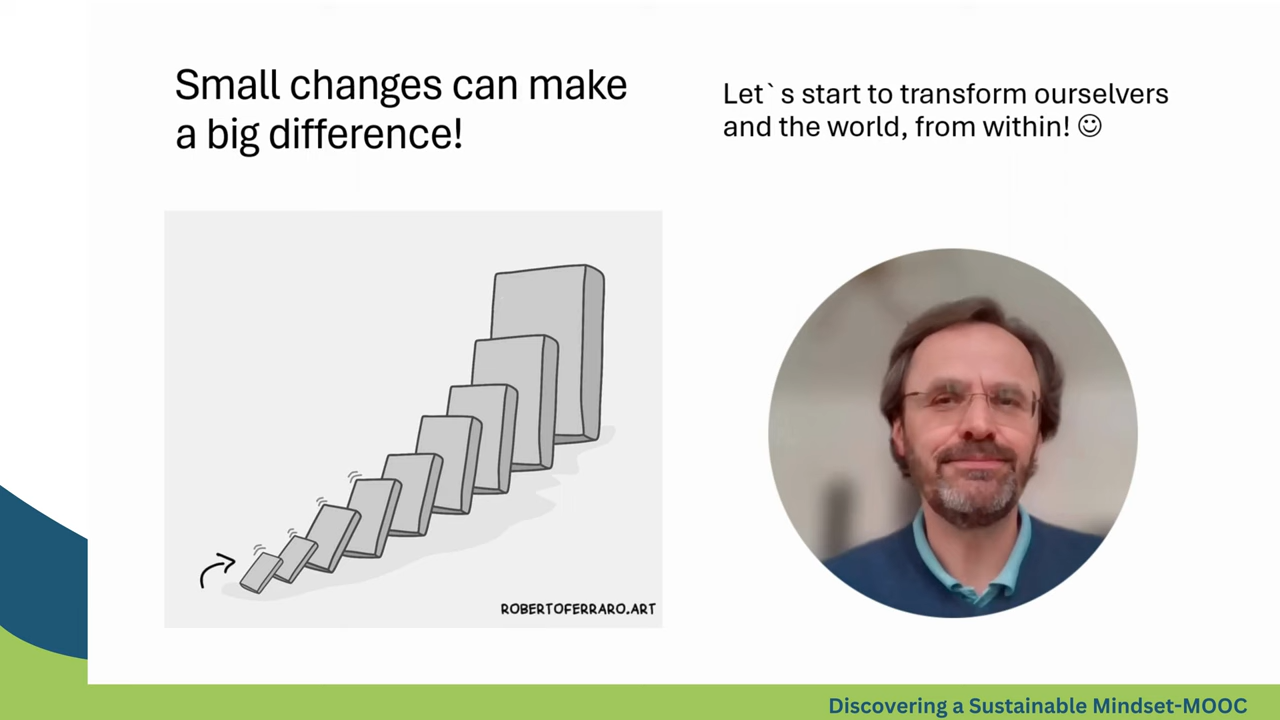 Small changes can make
a big difference!
Let`s start to transform ourselvers
and the world, from within! ☺
ROBERTOFERRARO.ART
Discovering a Sustainable Mindset-MOOC